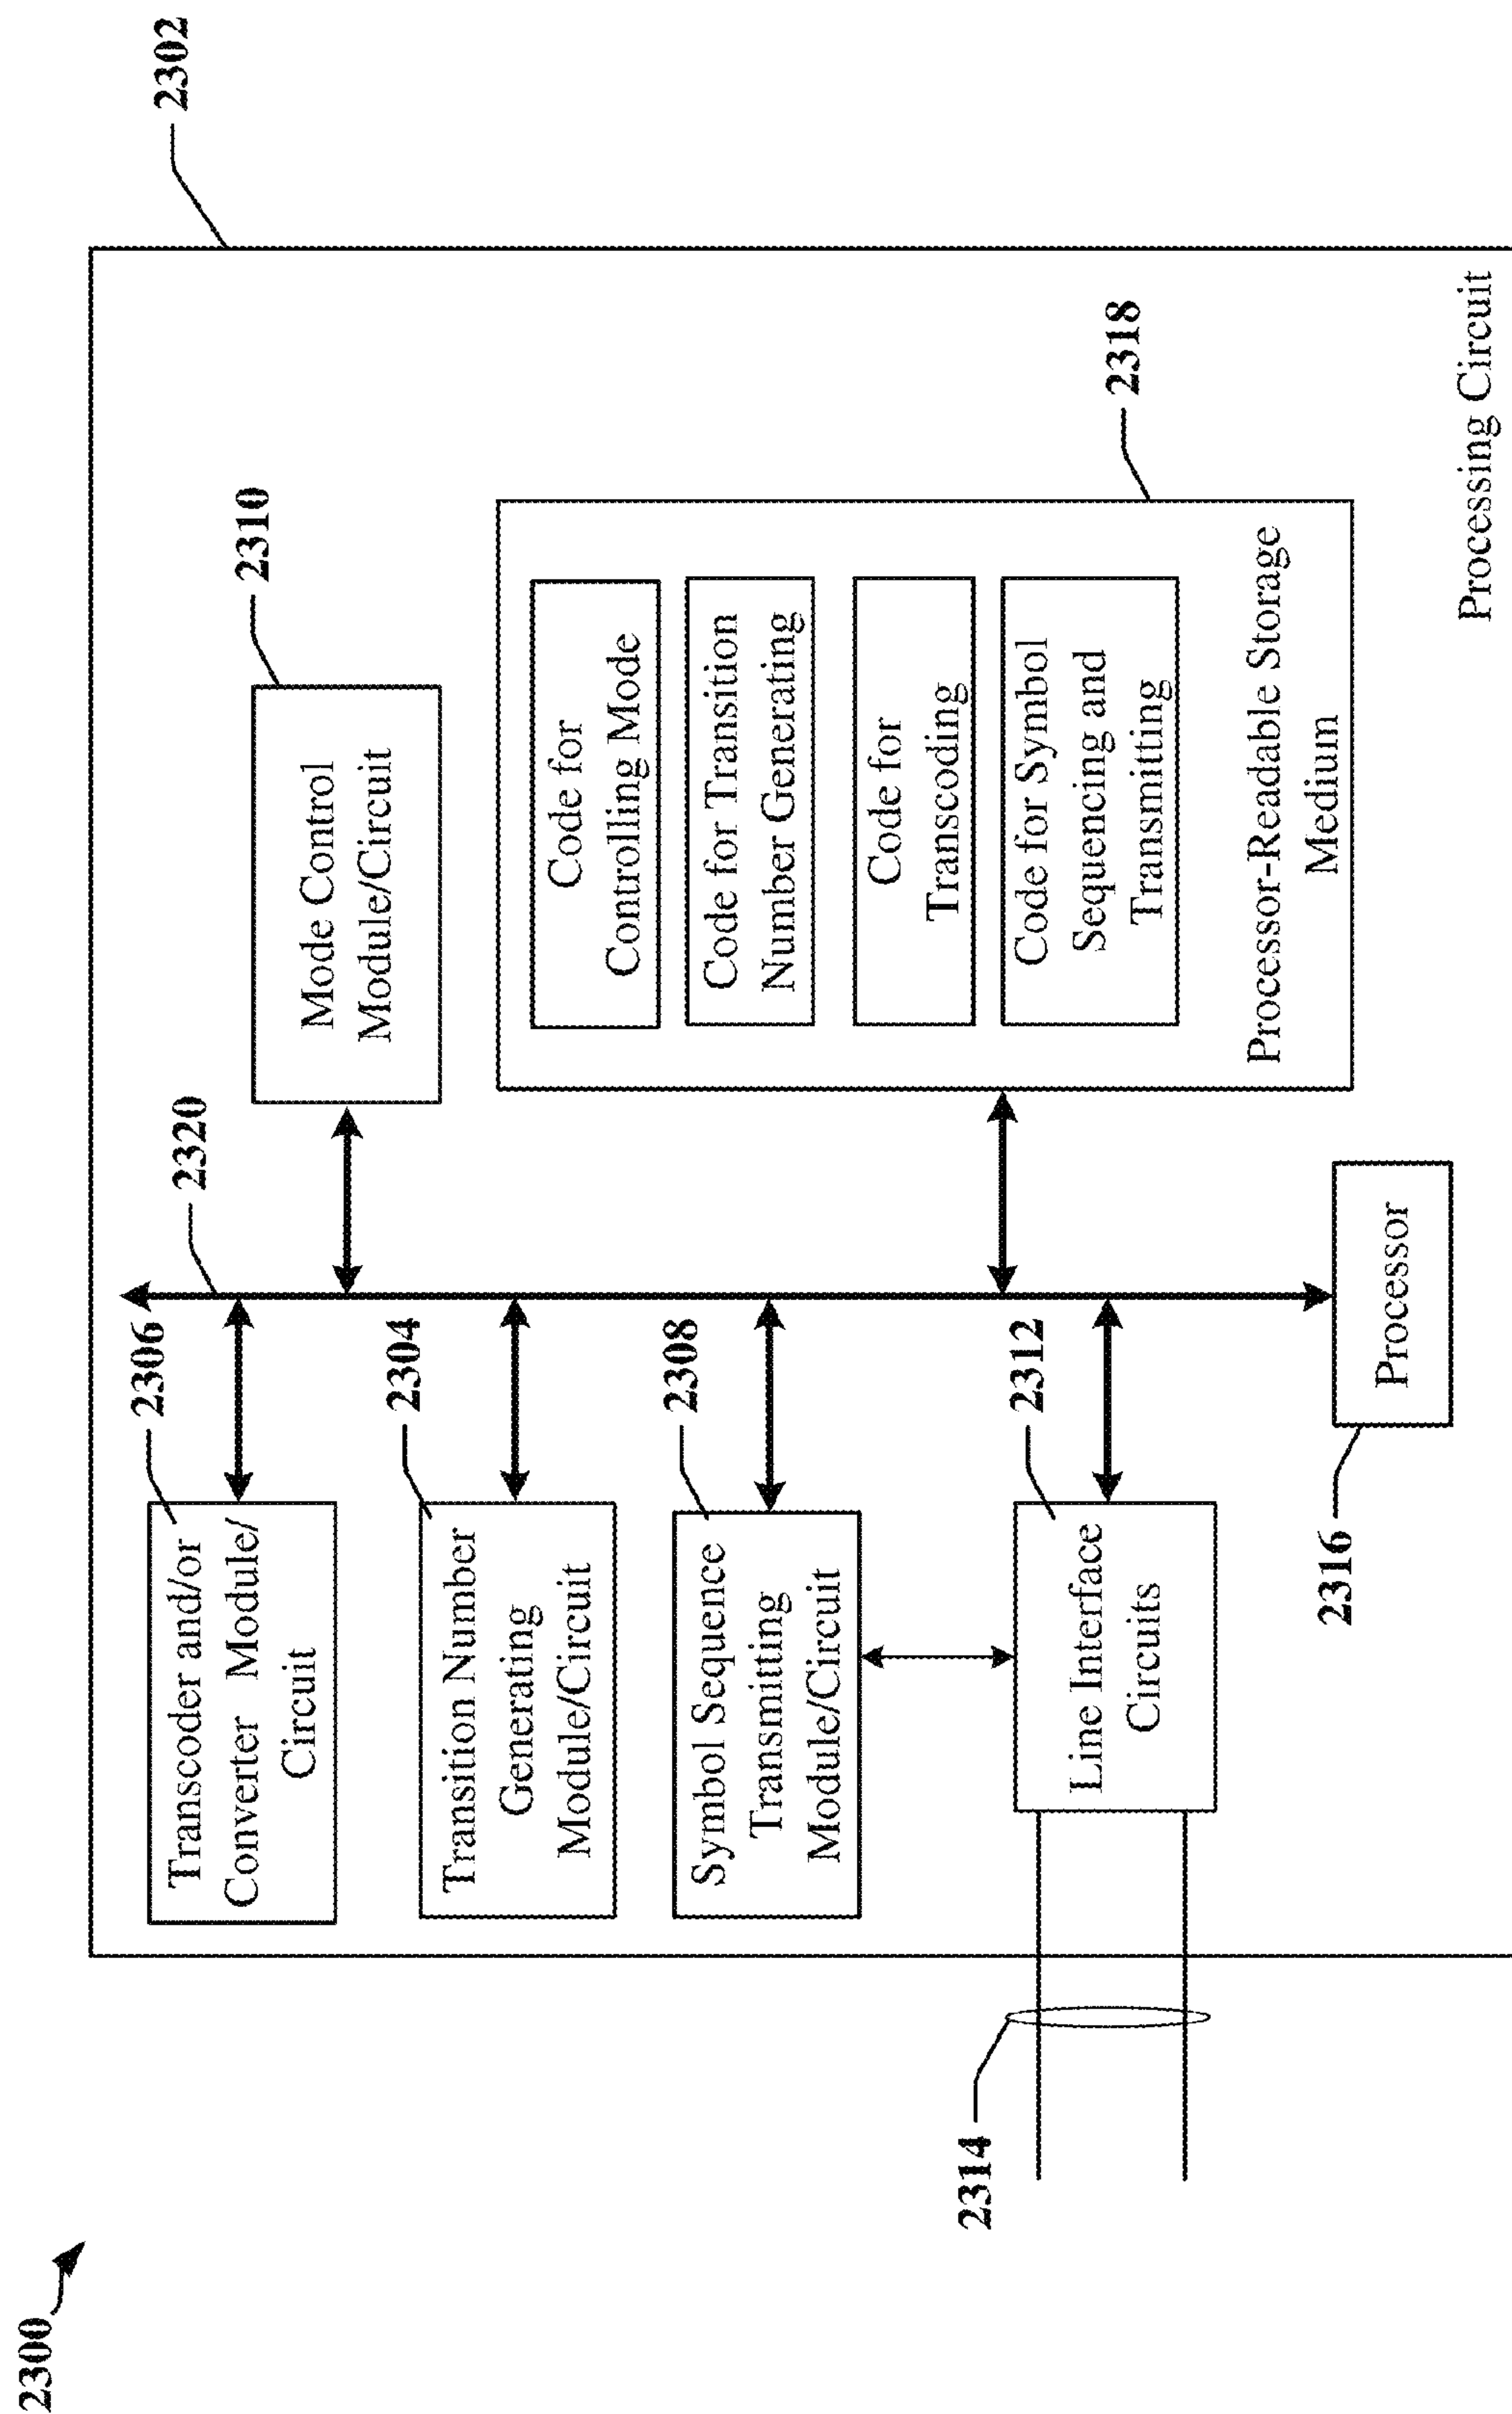 2300
2302
2320
2306
Transcoder and/or
Converter Module/
Circuit
2310
Mode Control
Module/Circuit
2304
Transition Number
Generating
Module/Circuit
2308
Symbol Sequence
Transmitting
Module/Circuit
2318
Code for
Controlling Mode
Code for Transition
Number Generating
Code for
Transcoding
Code for Symbol
Sequencing and
Transmitting
Processor-Readable Storage
Medium
2314
2312
Line Interface
Circuits
2316
Processor
Processing Circuit